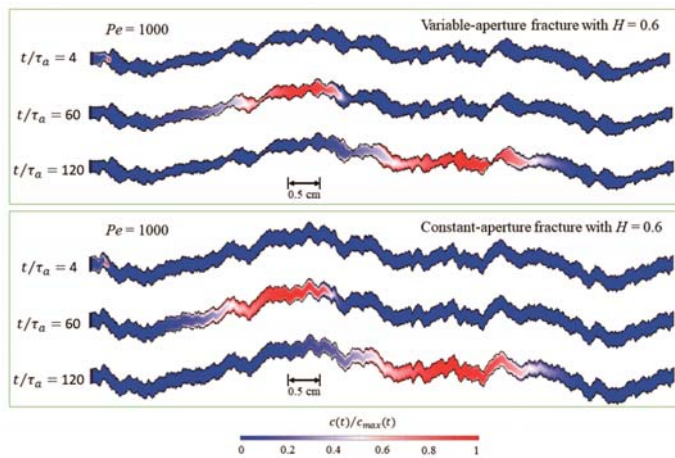 Pe = 1000
Variable-aperture fracture with H = 0.6
t/τₐ = 4
t/τₐ = 60
t/τₐ = 120
0.5 cm
Pe = 1000
Constant-aperture fracture with H = 0.6
t/τₐ = 4
t/τₐ = 60
t/τₐ = 120
0.5 cm
c(t)/cₘₐₓ(t)
0 0.2 0.4 0.6 0.8 1